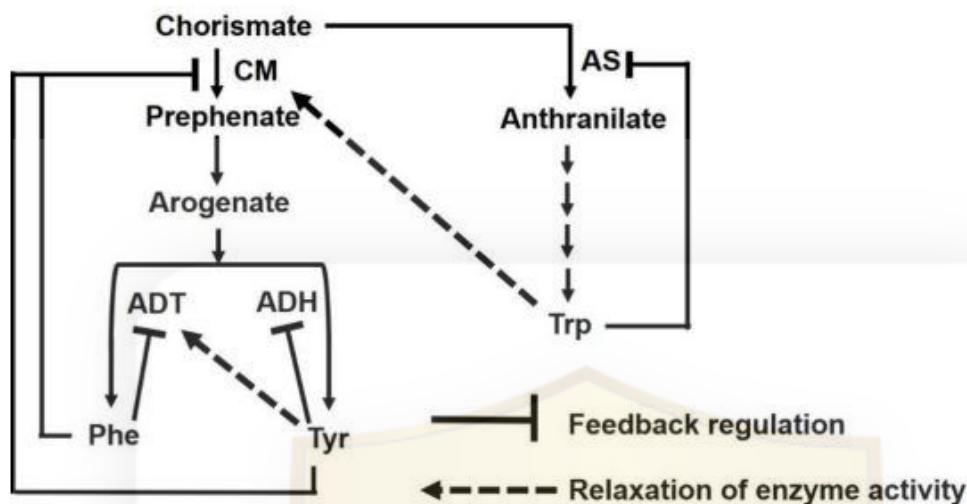 Chorismate
CM
AS
Prephenate
Anthranilate
Arogenate
ADT
ADH
Trp
Phe
Tyr
Feedback regulation
Relaxation of enzyme activity